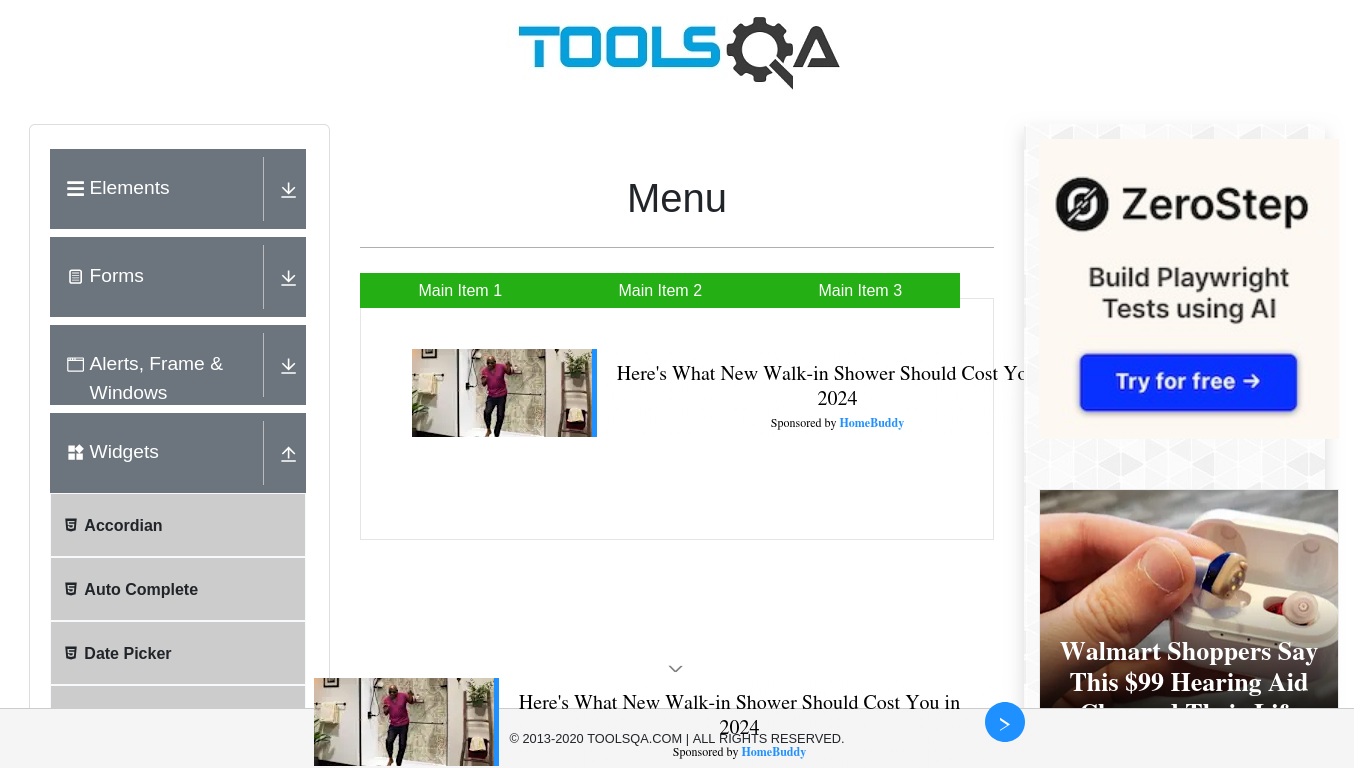 TOOLSQA
Elements
Forms
Alerts, Frame &
Windows
Widgets
Accordian
Auto Complete
Date Picker
Menu
Main Item 1
Main Item 2
Main Item 3
Here's What New Walk-in Shower Should Cost Yo
2024
Sponsored by HomeBuddy
ZeroStep
Build Playwright
Tests using AI
Try for free →
Walmart Shoppers Say
This $99 Hearing Aid
Here's What New Walk-in Shower Should Cost You in
2024
© 2013-2020 TOOLSQA.COM | ALL RIGHTS RESERVED.
Sponsored by HomeBuddy